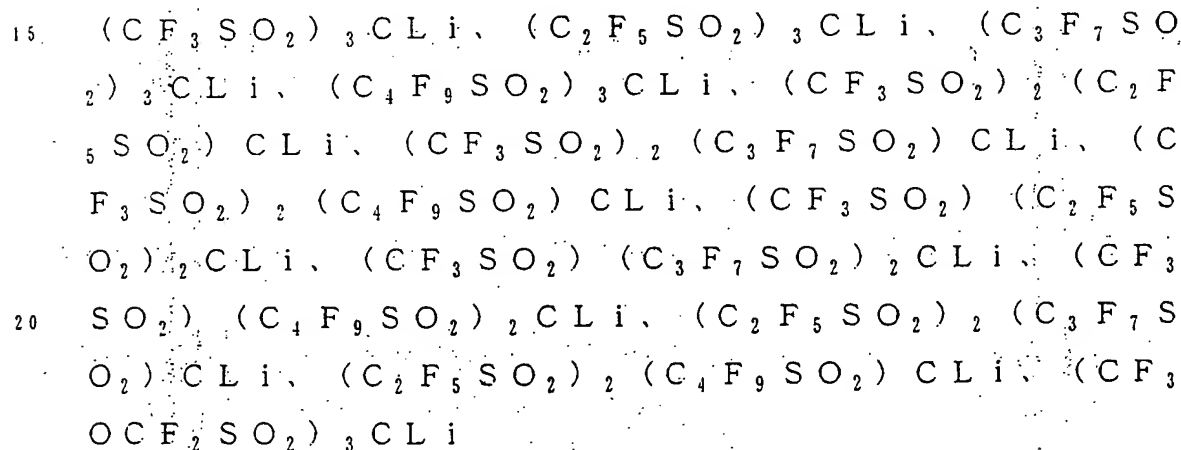 15 (CF₃SO₂)₃CLi、(C₂F₅SO₂)₃CLi、(C₃F₇SO
₂)₃CLi、(C₄F₉SO₂)₃CLi、(CF₃SO₂)₂(C₂F
₅SO₂)CLi、(CF₃SO₂)₂(C₃F₇SO₂)CLi、(C
F₃SO₂)₂(C₄F₉SO₂)CLi、(CF₃SO₂)(C₂F₅S
O₂)₂CLi、(CF₃SO₂)(C₃F₇SO₂)₂CLi、(CF₃
20 SO₂)(C₄F₉SO₂)₂CLi、(C₂F₅SO₂)₂(C₃F₇S
O₂)CLi、(C₂F₅SO₂)₂(C₄F₉SO₂)CLi、(CF₃
OCF₂SO₂)₃CLi